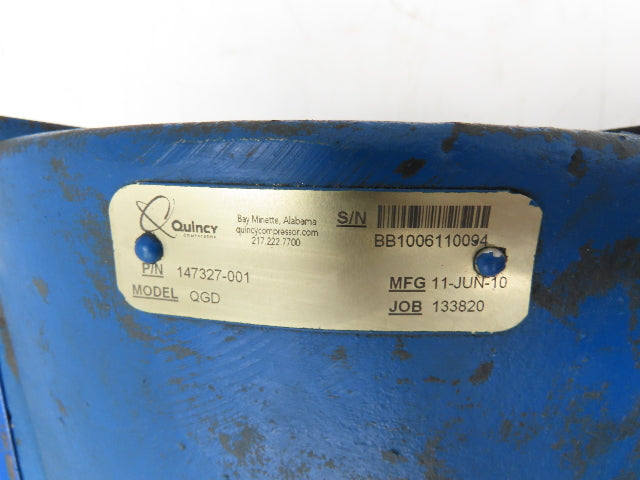 Quincy
COMPRESSOR
Bay Minette, Alabama
quincycompressor.com
217.222.7700
S/N
BB1006110094
P/N 147327-001
MODEL QGD
MFG 11-JUN-10
JOB 133820